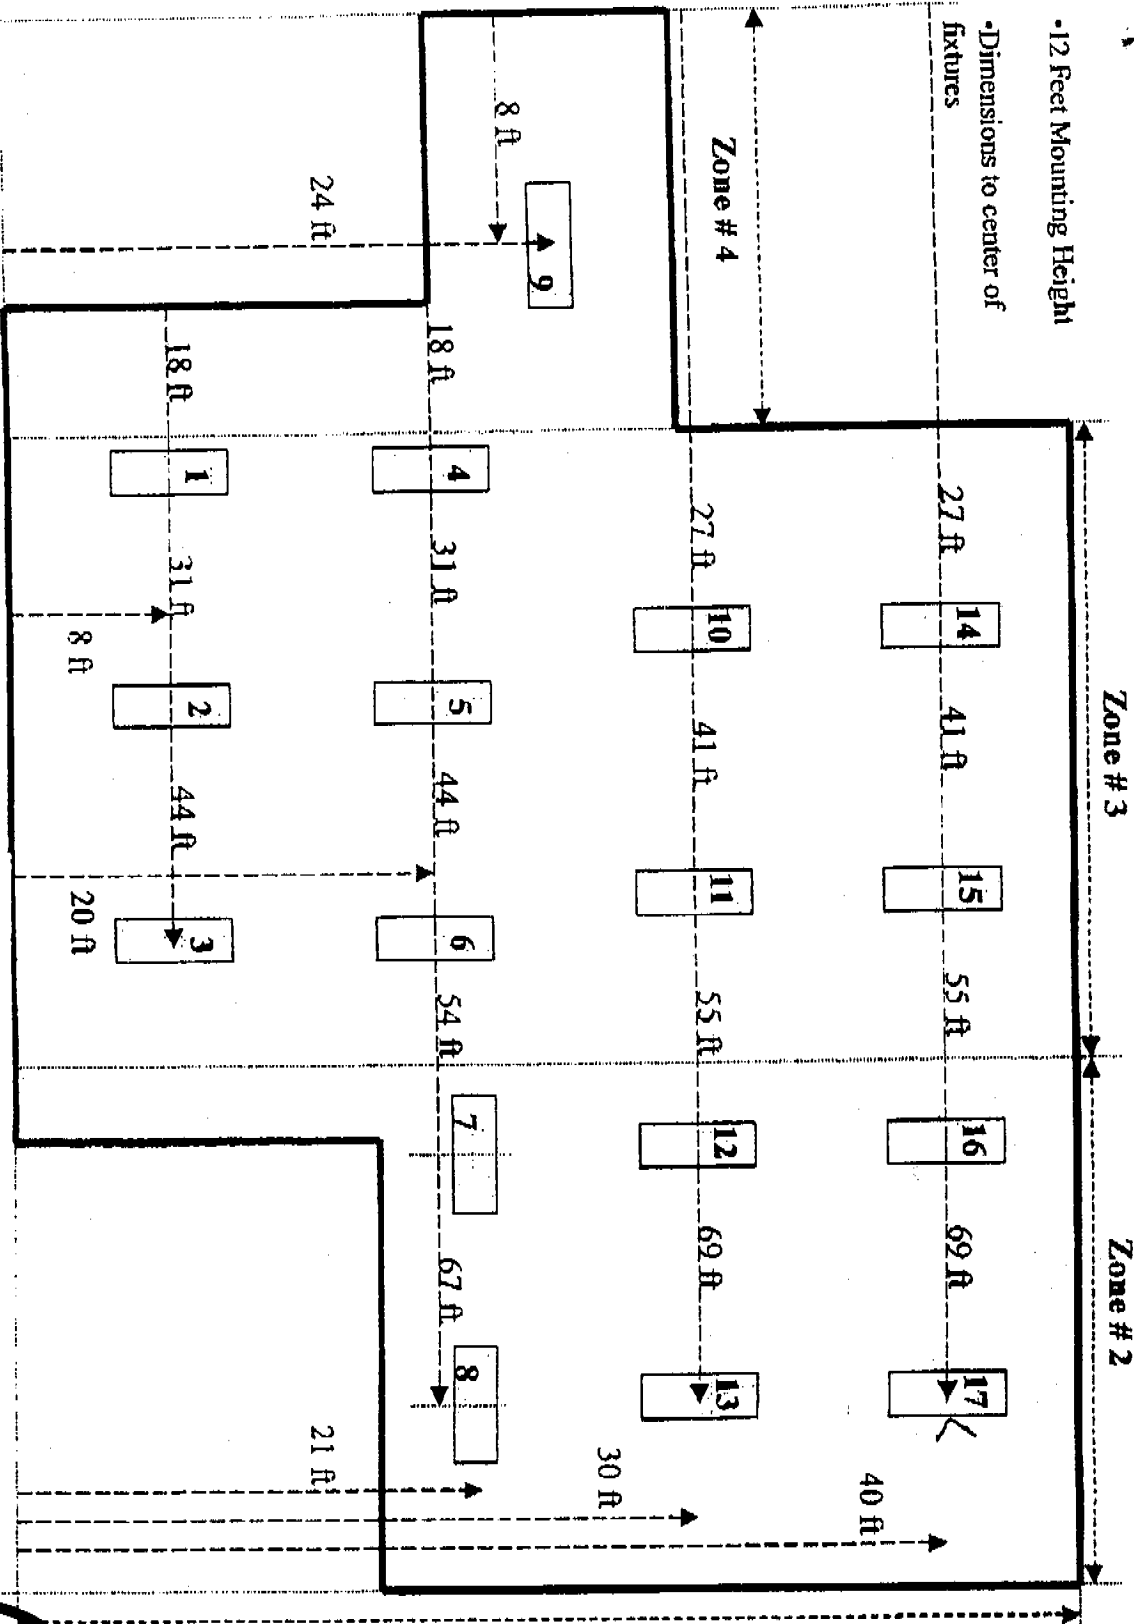 •12 Feet Mounting Height
•Dimensions to center of
fixtures
Zone # 3
Zone # 2
Zone # 4
27 ft
14
41 ft
15
55 ft
16
69 ft
17
40 ft
27 ft
10
41 ft
11
55 ft
12
69 ft
13
30 ft
8 ft
9
24 ft
18 ft
4
31 ft
5
44 ft
6
54 ft
7
67 ft
8
21 ft
18 ft
1
31 ft
2
44 ft
3
8 ft
20 ft